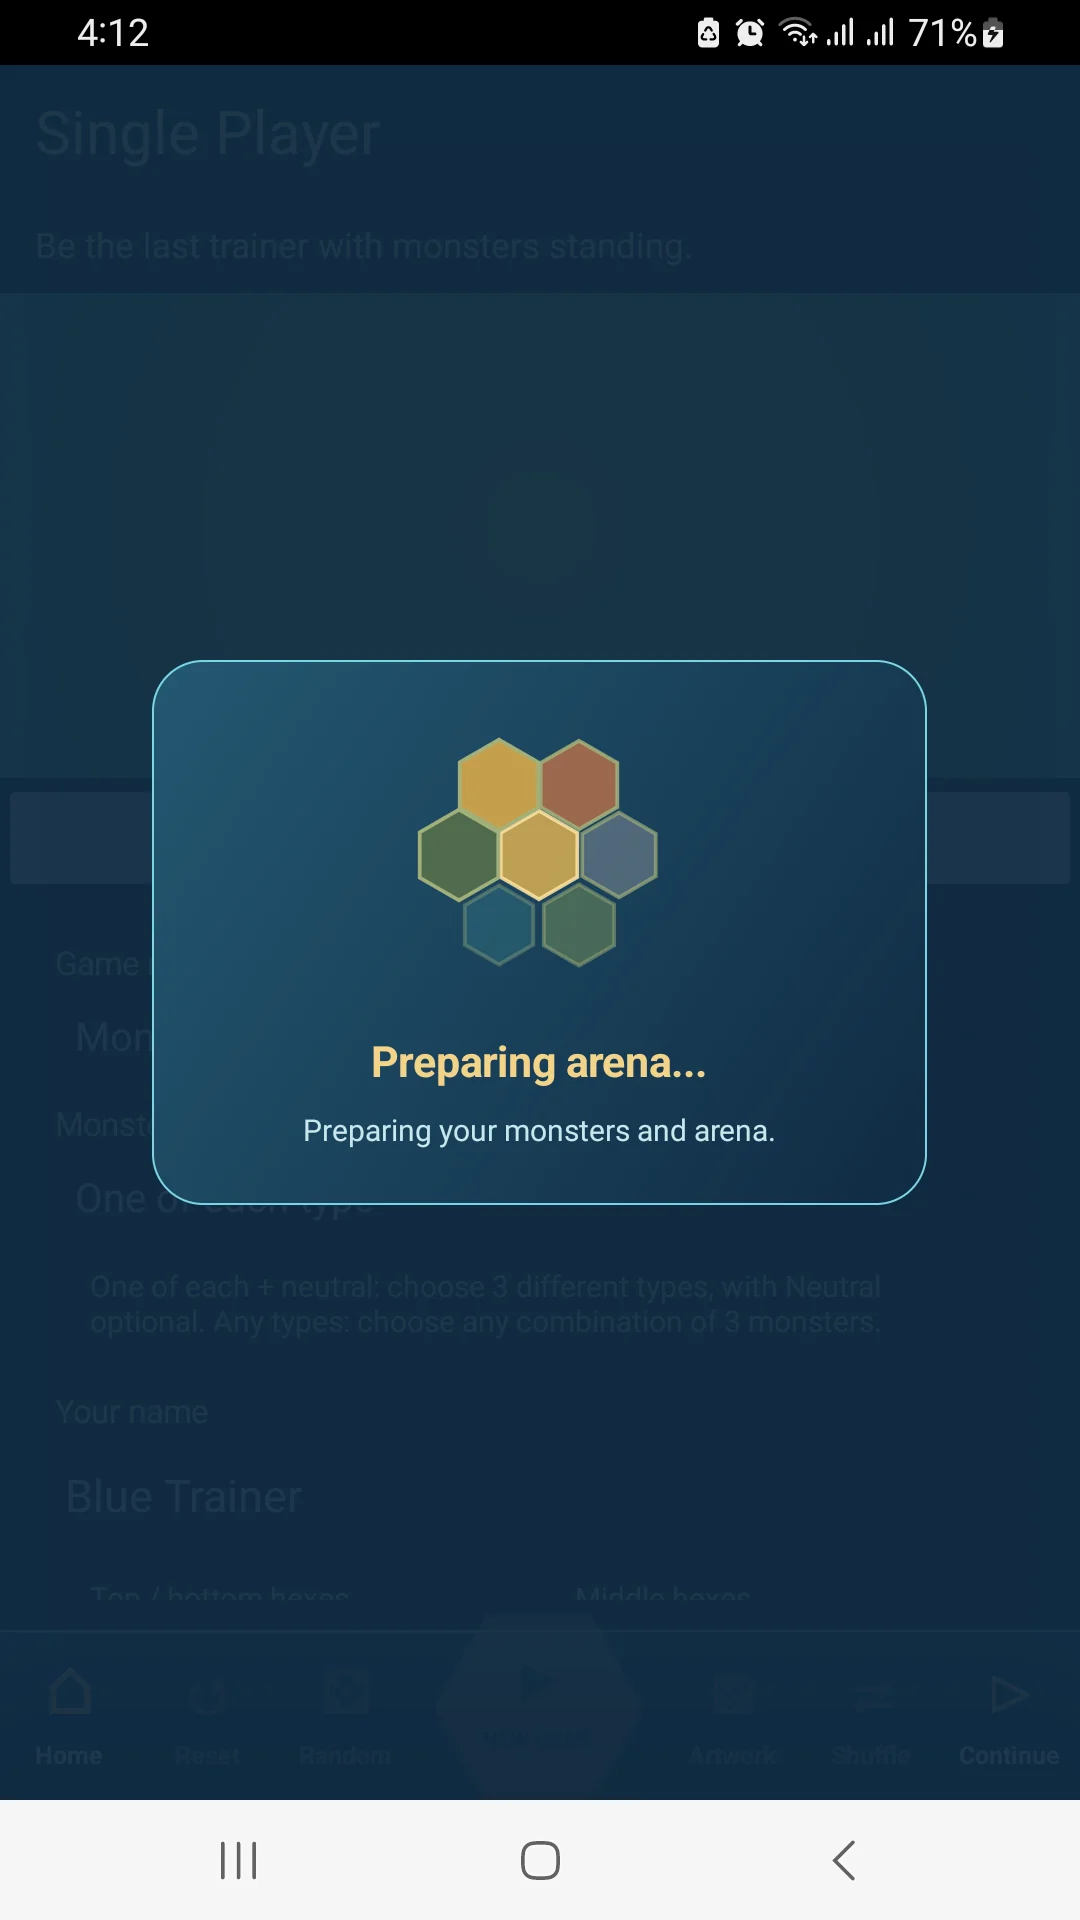 4:12
71%
Single Player
Be the last trainer with monsters standing.
Preparing arena...
Preparing your monsters and arena.
Game
Mon
Monst
One of each type
One of each + neutral: choose 3 different types, with Neutral
optional. Any types: choose any combination of 3 monsters.
Your name
Blue Trainer
Top / bottom hexes
Middle hexes
Home
Reset
Random
Artwork
Shuffle
Continue